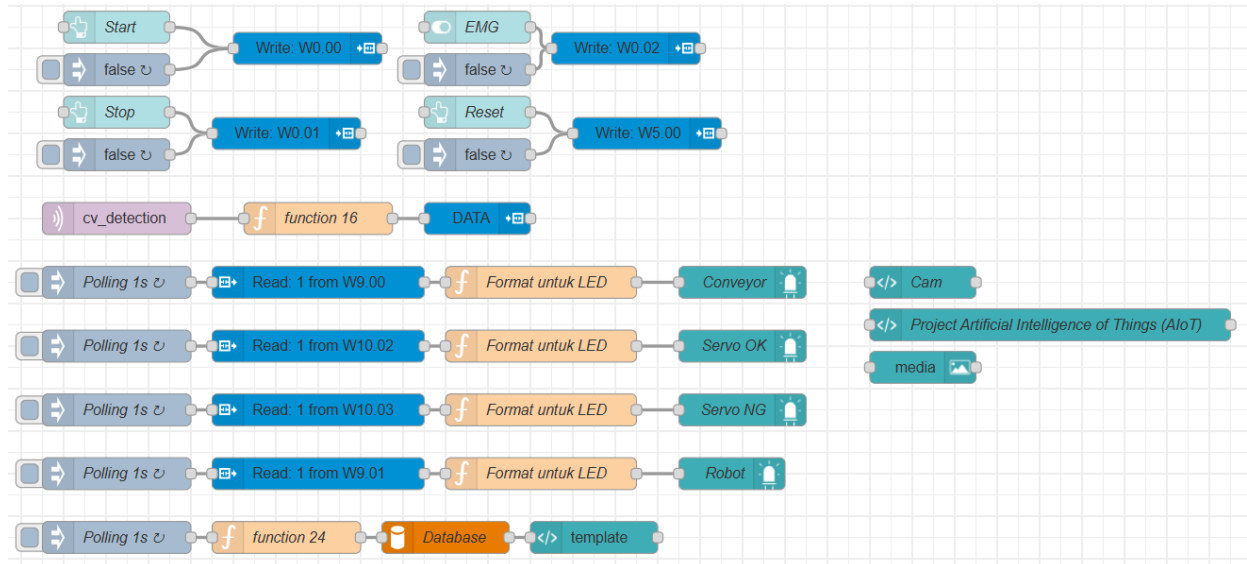 Start
EMG
Write: W0.00
Write: W0.02
false ↻
false ↻
Stop
Reset
Write: W0.01
Write: W5.00
false ↻
false ↻
cv_detection
function 16
DATA
Polling 1s ↻
Read: 1 from W9.00
Format untuk LED
Conveyor
Cam
Project Artificial Intelligence of Things (AIoT)
Polling 1s ↻
Read: 1 from W10.02
Format untuk LED
Servo OK
media
Polling 1s ↻
Read: 1 from W10.03
Format untuk LED
Servo NG
Polling 1s ↻
Read: 1 from W9.01
Format untuk LED
Robot
Polling 1s ↻
function 24
Database
template